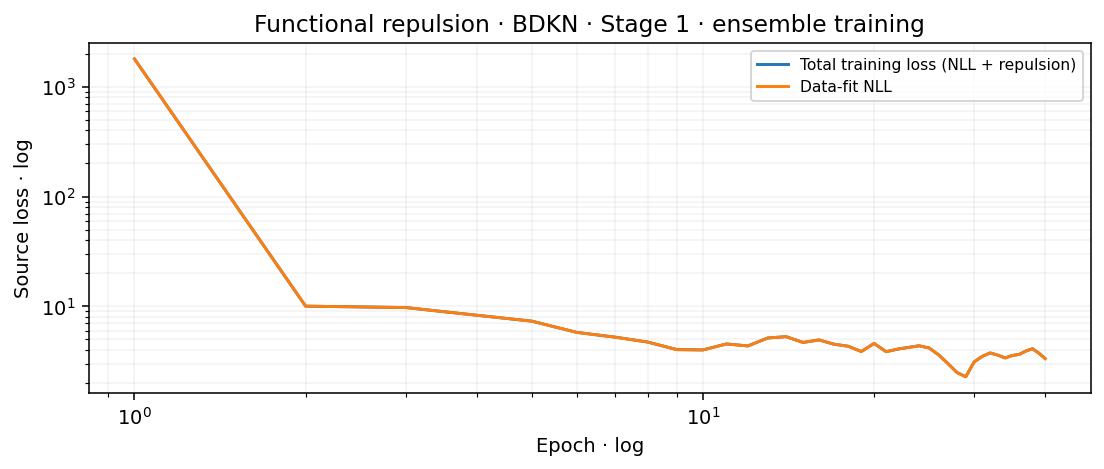 Functional repulsion · BDKN · Stage 1 · ensemble training
Total training loss (NLL + repulsion)
Data-fit NLL
Source loss · log
10³
10²
10¹
10⁰
10¹
Epoch · log